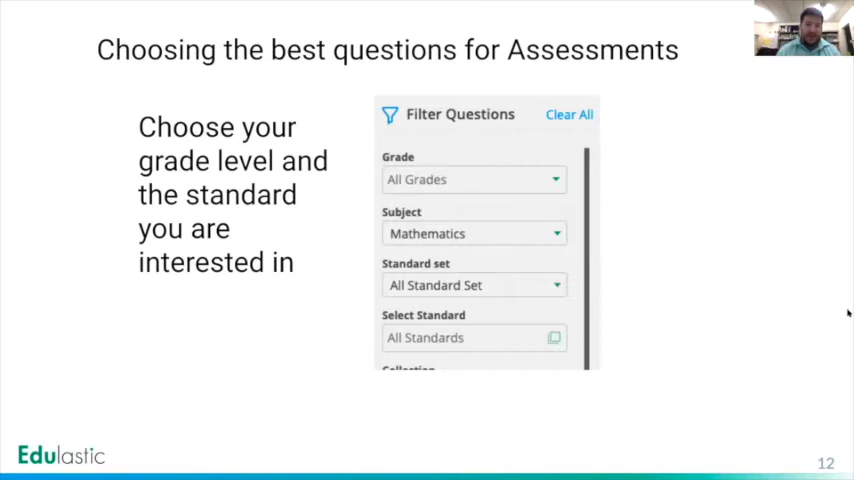 Choosing the best questions for Assessments
Choose your
grade level and
the standard
you are
interested in
Filter Questions
Clear All
Grade
All Grades
Subject
Mathematics
Standard set
All Standard Set
Select Standard
All Standards
Edulastic
12